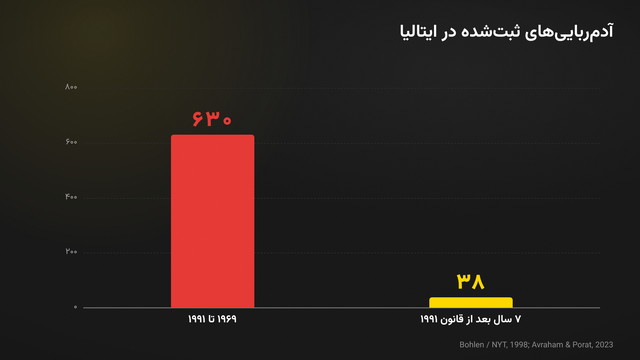 آدم‌ربایی‌های ثبت‌شده در ایتالیا
۸۰۰
۶۰۰
۴۰۰
۲۰۰
۰
۶۳۰
۳۸
۱۹۶۹ تا ۱۹۹۱
۷ سال بعد از قانون ۱۹۹۱
Bohlen / NYT, 1998; Avraham & Porat, 2023